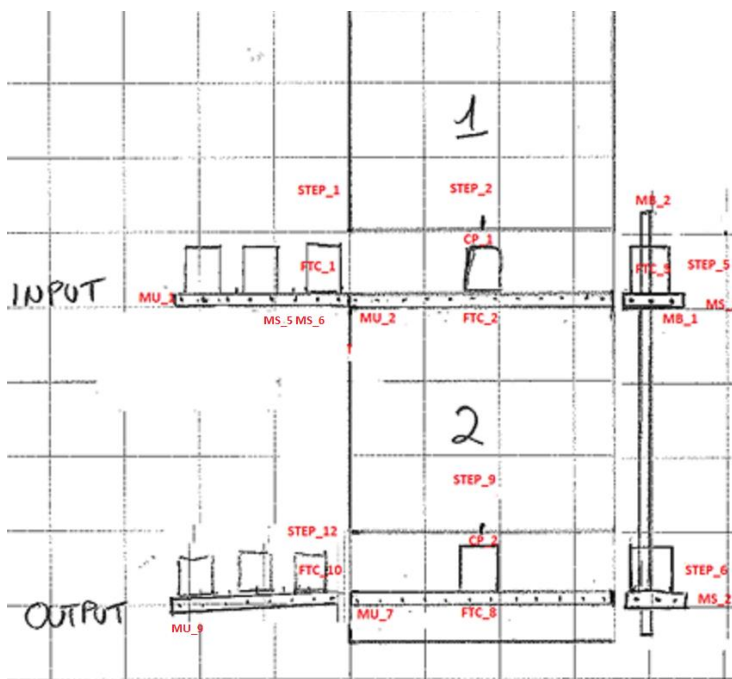 1
STEP_1
STEP_2
MB_2
CP_1
FTC_1
FTC_5
STEP_5
INPUT
MU_1
MS_
MS_5 MS_6
MU_2
FTC_2
MB_1
2
STEP_9
STEP_12
CP_2
FTC_10
STEP_6
MS_2
OUTPUT
MU_7
FTC_8
MU_9